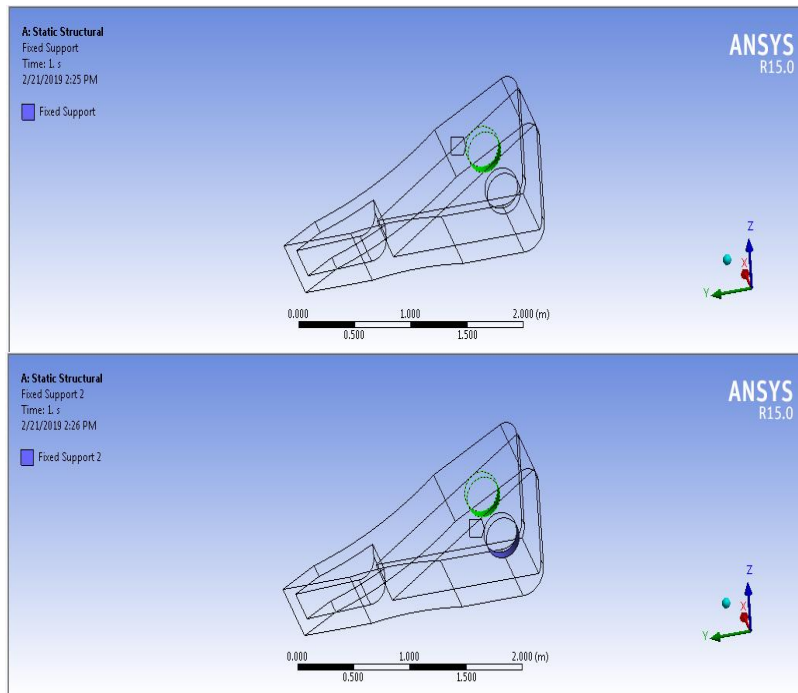 A: Static Structural
Fixed Support
Time: 1. s
2/21/2019 2:25 PM
Fixed Support
ANSYS
R15.0
Z
X
Y
0.000 1.000 2.000 (m)
0.500 1.500
A: Static Structural
Fixed Support 2
Time: 1. s
2/21/2019 2:26 PM
Fixed Support 2
ANSYS
R15.0
Z
X
Y
0.000 1.000 2.000 (m)
0.500 1.500